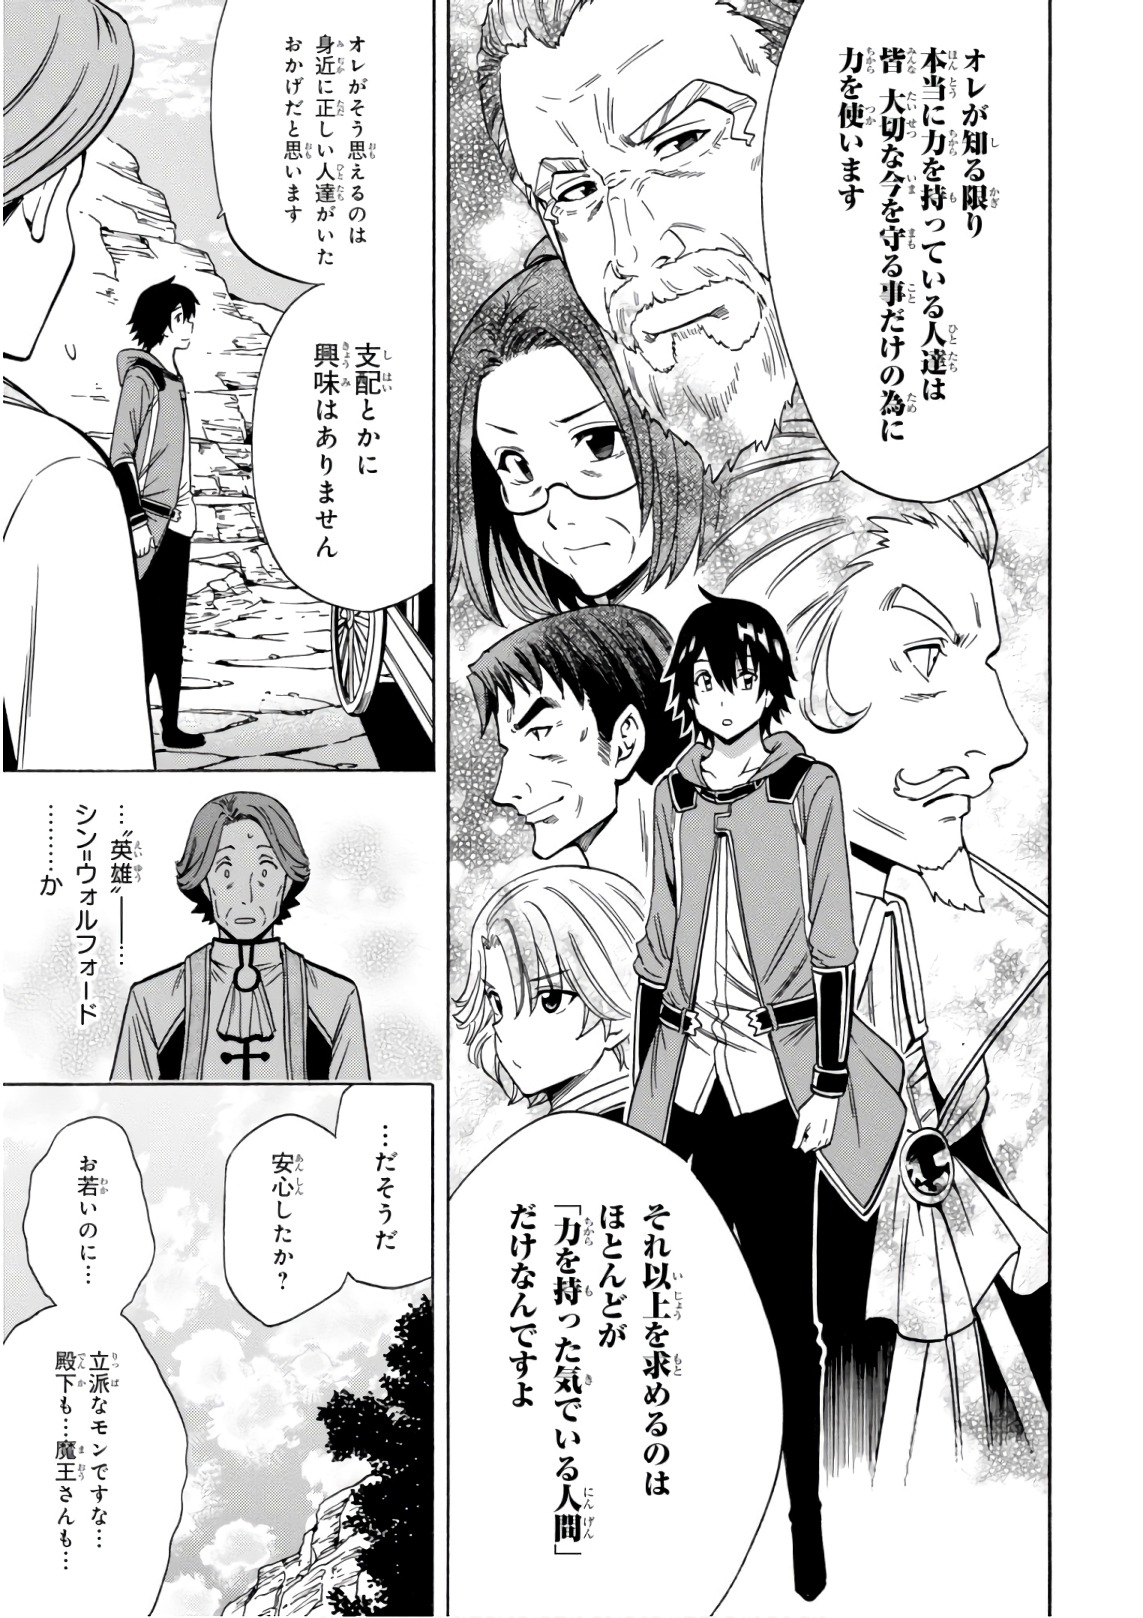 オレが知る限り
本当に力を持っている人達は
皆 大切な今を守る事だけの為に
力を使います
それ以上を求めるのは
ほとんどが
「力を持った気でいる人間」
だけなんですよ
オレがそう思えるのは
身近に正しい人達がいた
おかげだと思います
支配とかに
興味はありません
…〝英雄〟――…
シン=ウォルフォード
………か
…だそうだ
安心したか?
お若いのに…
立派なモンですな…
殿下も…魔王さんも…